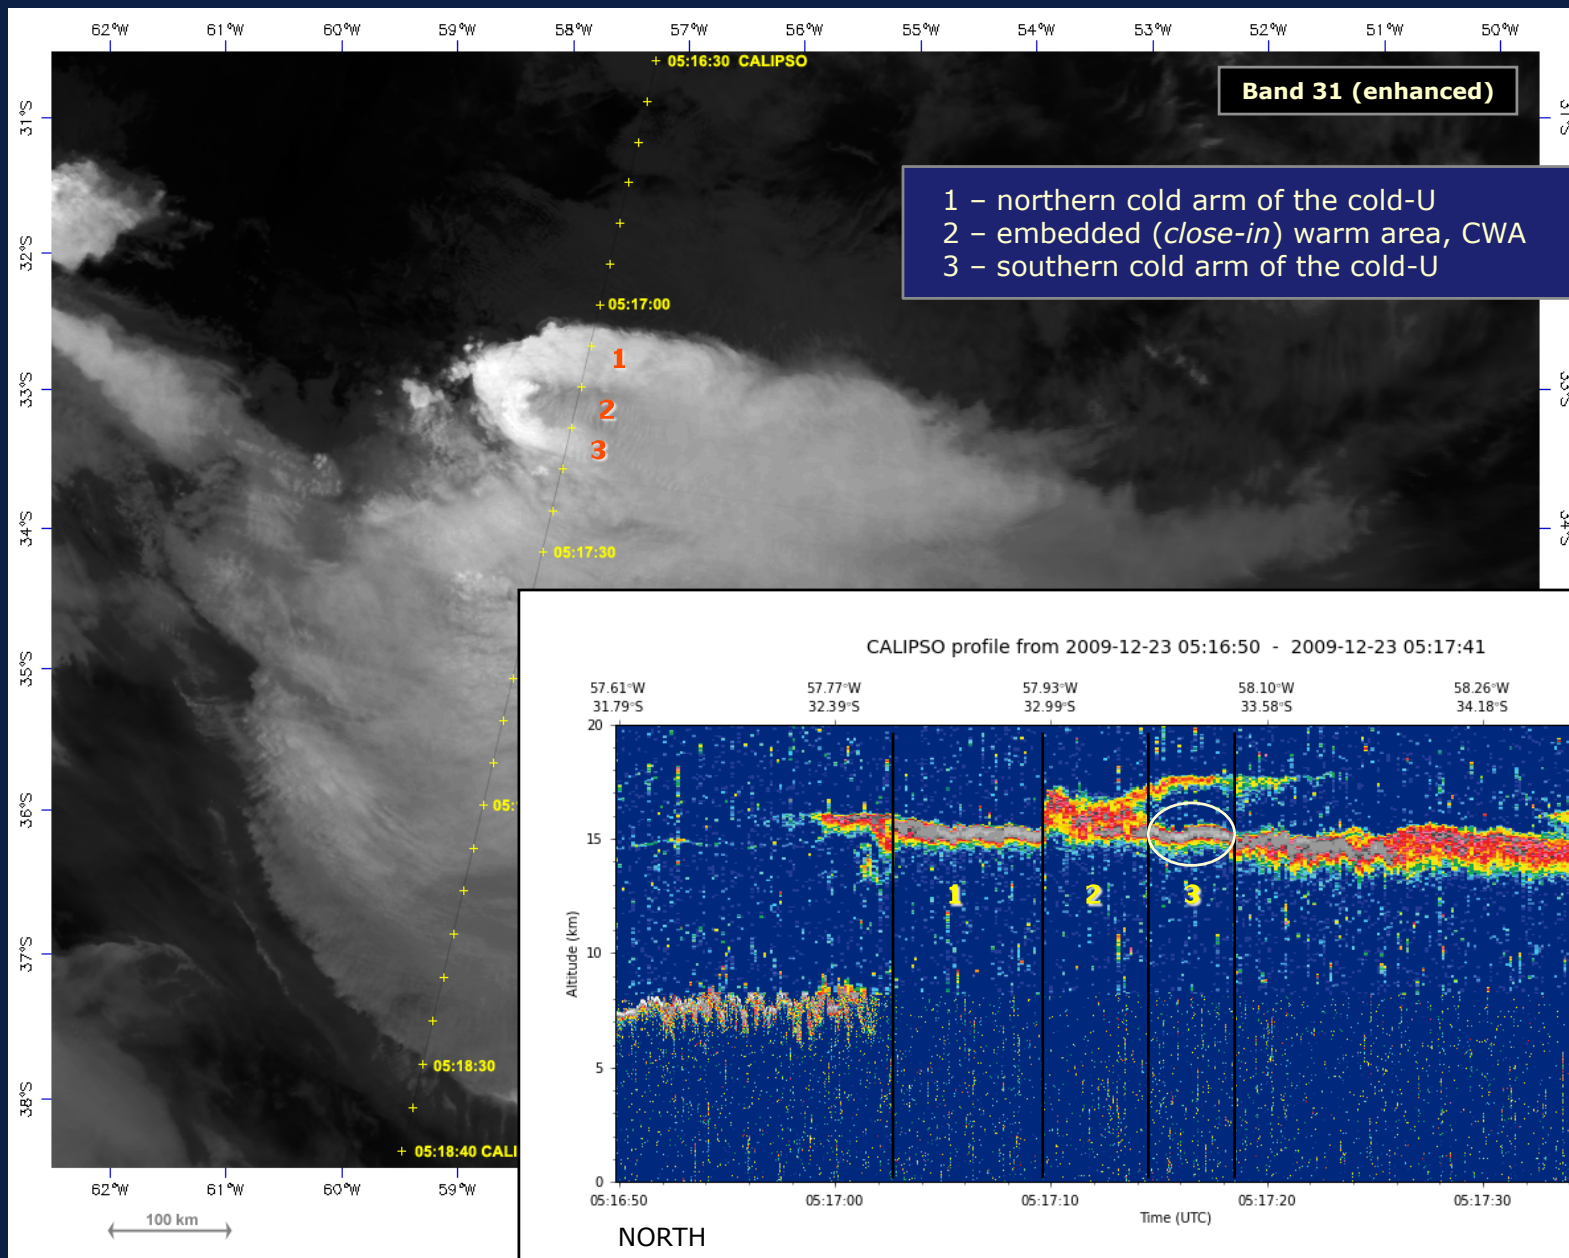 62°W 61°W 60°W 59°W 58°W 57°W 56°W 55°W 54°W 53°W 52°W 51°W 50°W
05:16:30 CALIPSO
Band 31 (enhanced)
31°S
1 – northern cold arm of the cold-U
2 – embedded (close-in) warm area, CWA
3 – southern cold arm of the cold-U
32°S
05:17:00
1
33°S 33°S
2
3
34°S 34°S
05:17:30
35°S
36°S
05:
37°S
05:18:30
38°S
05:18:40 CALI
62°W 61°W 60°W 59°W
100 km
CALIPSO profile from 2009-12-23 05:16:50 - 2009-12-23 05:17:41
57.61°W 57.77°W 57.93°W 58.10°W 58.26°W
31.79°S 32.39°S 32.99°S 33.58°S 34.18°S
20
15
1 2 3
10
Altitude (km)
5
0
05:16:50 05:17:00 05:17:10 05:17:20 05:17:30
Time (UTC)
NORTH